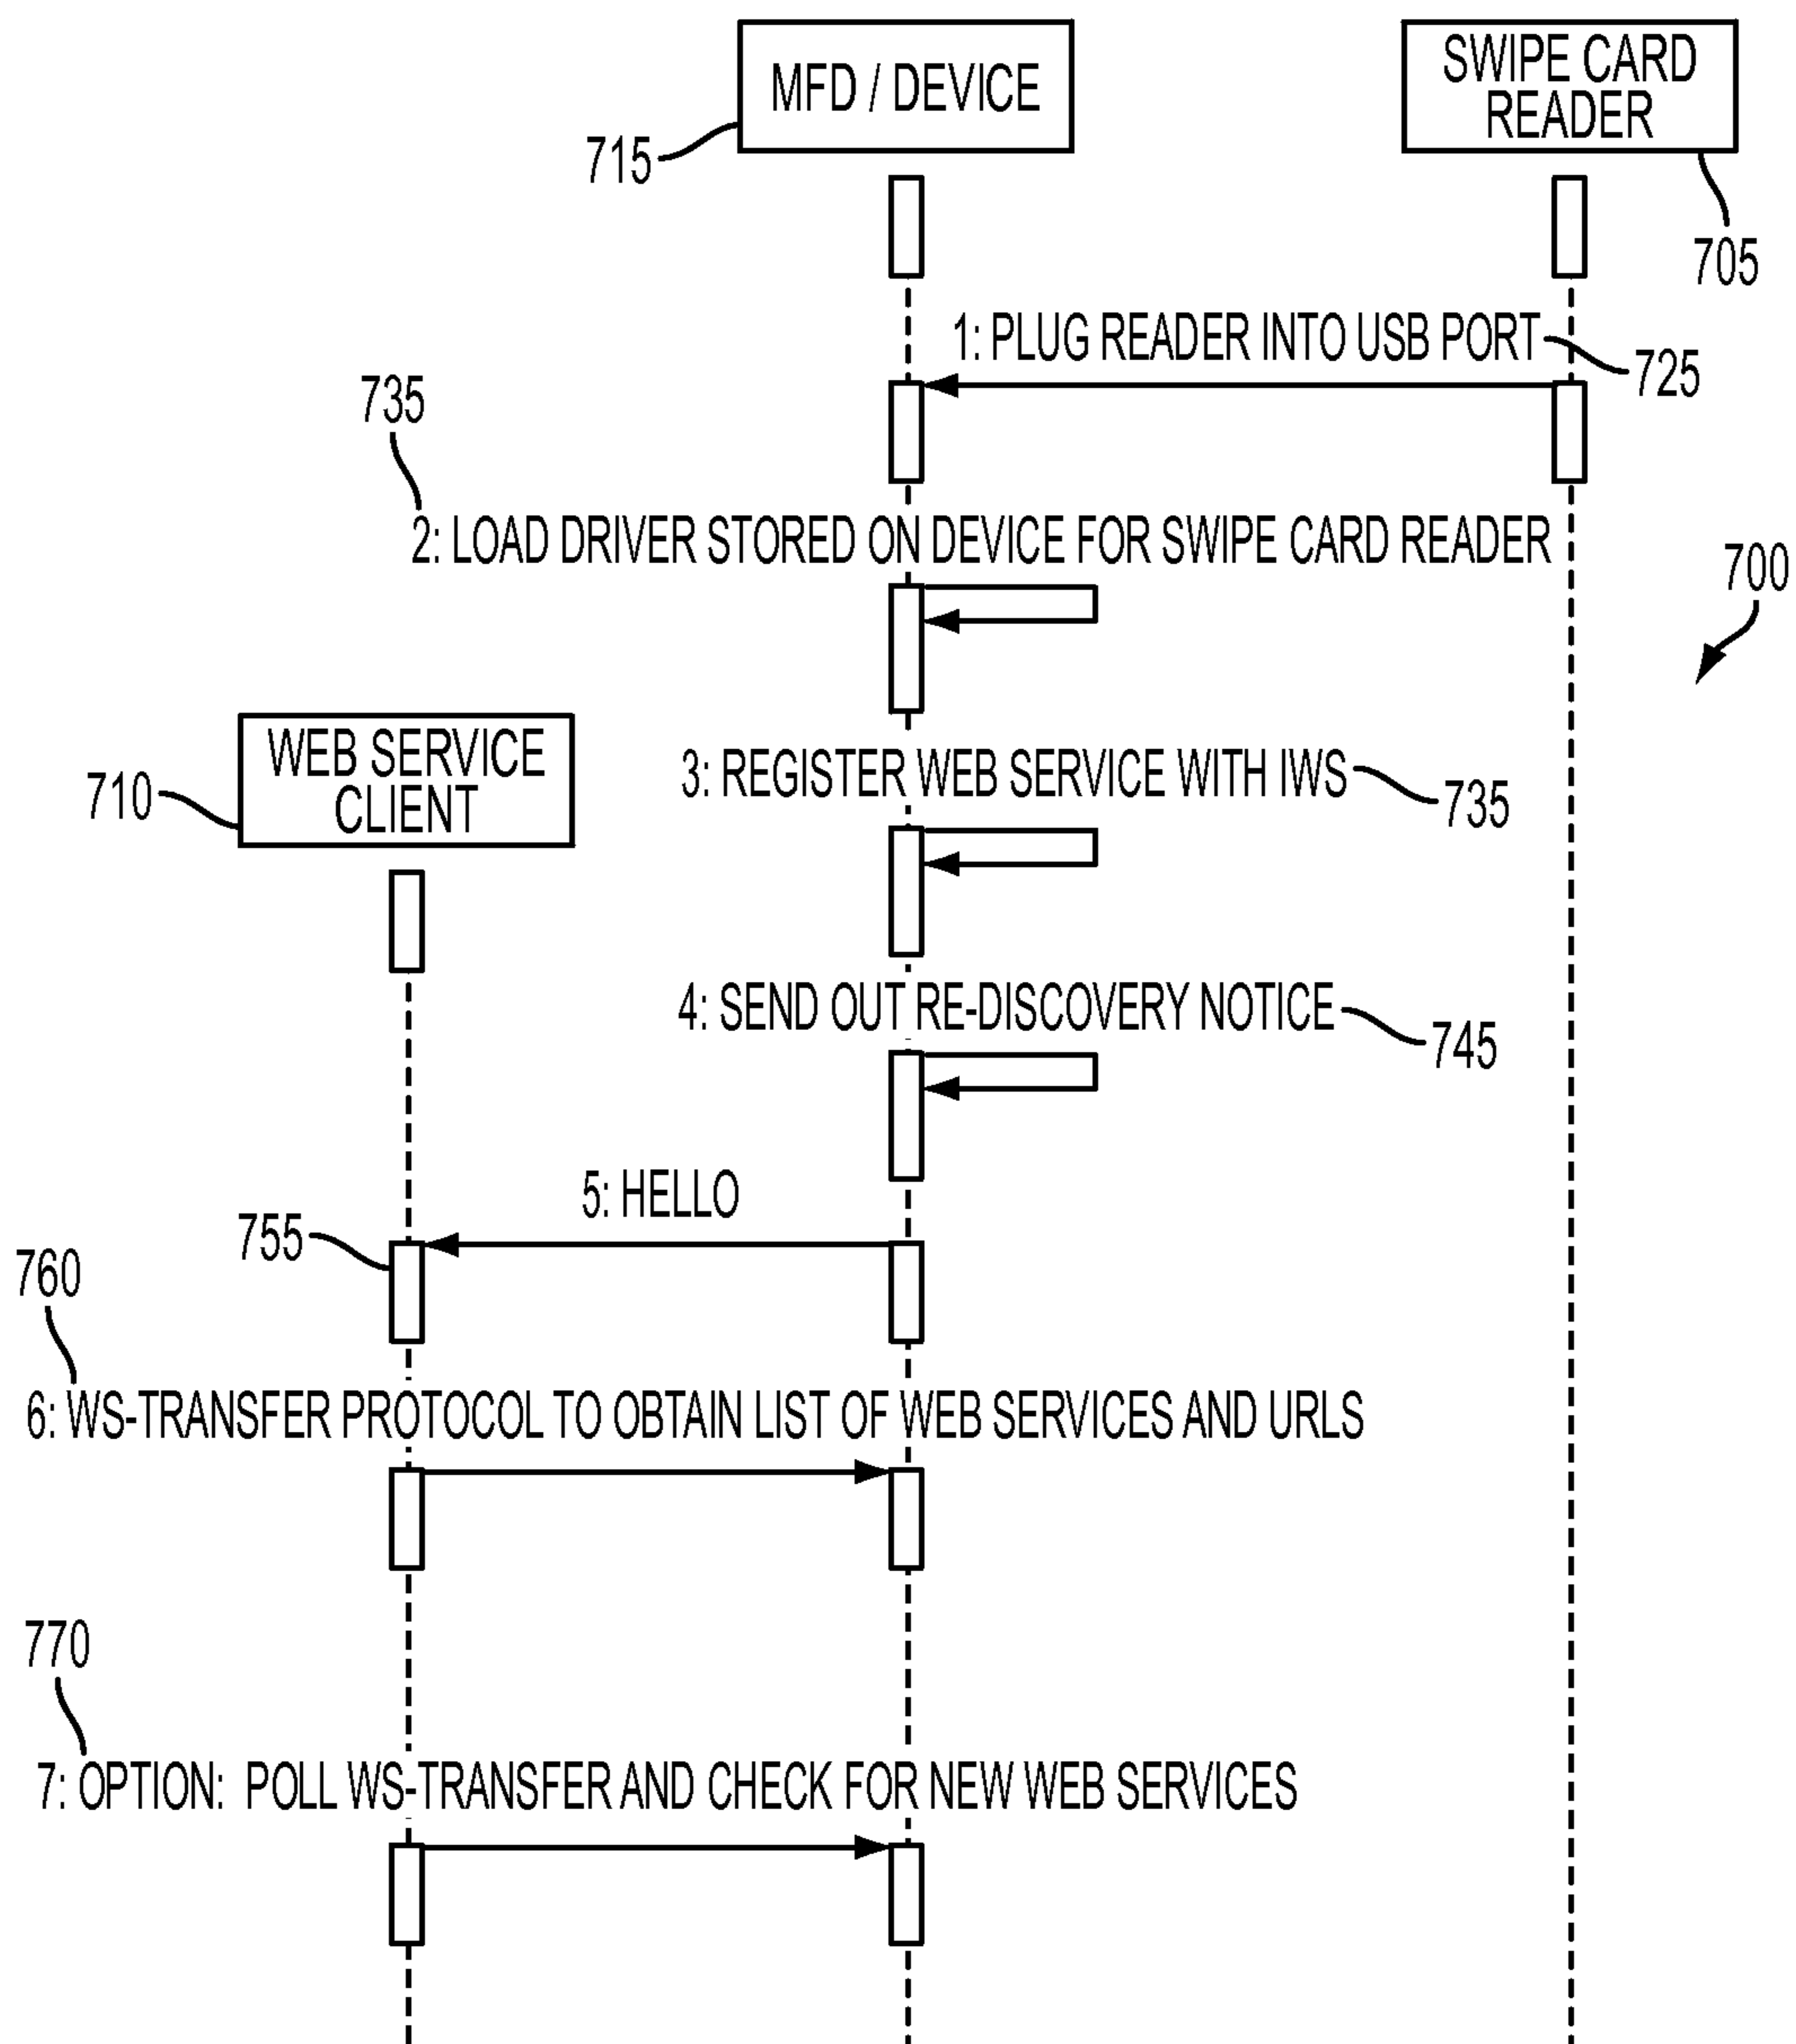 MFD / DEVICE
SWIPE CARD
READER
715
705
1: PLUG READER INTO USB PORT
725
735
2: LOAD DRIVER STORED ON DEVICE FOR SWIPE CARD READER
700
WEB SERVICE
CLIENT
710
3: REGISTER WEB SERVICE WITH IWS
735
4: SEND OUT RE-DISCOVERY NOTICE
745
5: HELLO
755
760
6: WS-TRANSFER PROTOCOL TO OBTAIN LIST OF WEB SERVICES AND URLS
770
7: OPTION: POLL WS-TRANSFER AND CHECK FOR NEW WEB SERVICES